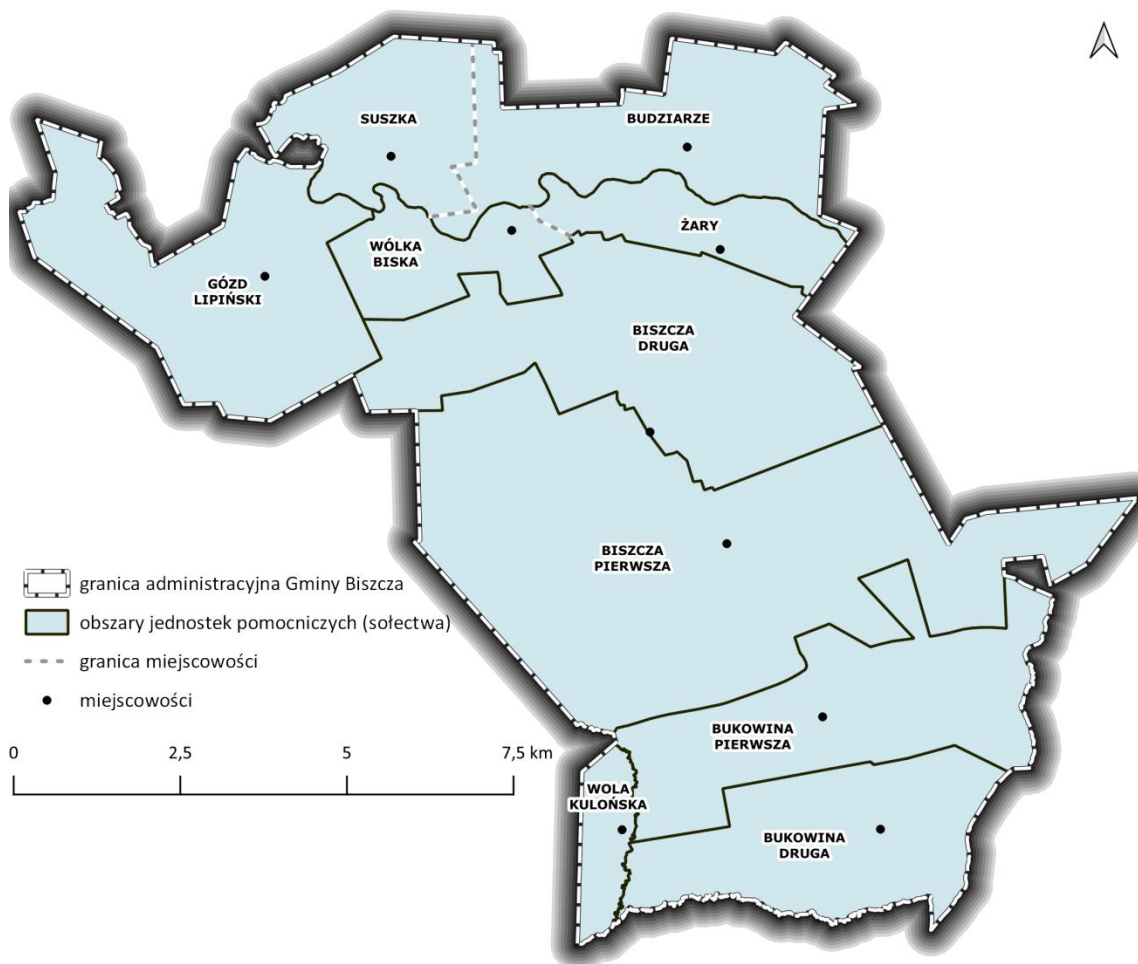 SUSZKA
BUDZIARZE
ŻARY
WÓLKA
BISKA
GÓZD
LIPIŃSKI
BISZCZA
DRUGA
BISZCZA
PIERWSZA
granica administracyjna Gminy Biszcza
obszary jednostek pomocniczych (sołectwa)
granica miejscowości
miejscowości
0 2,5 5 7,5 km
BUKOWINA
PIERWSZA
WOLA
KULOŃSKA
BUKOWINA
DRUGA